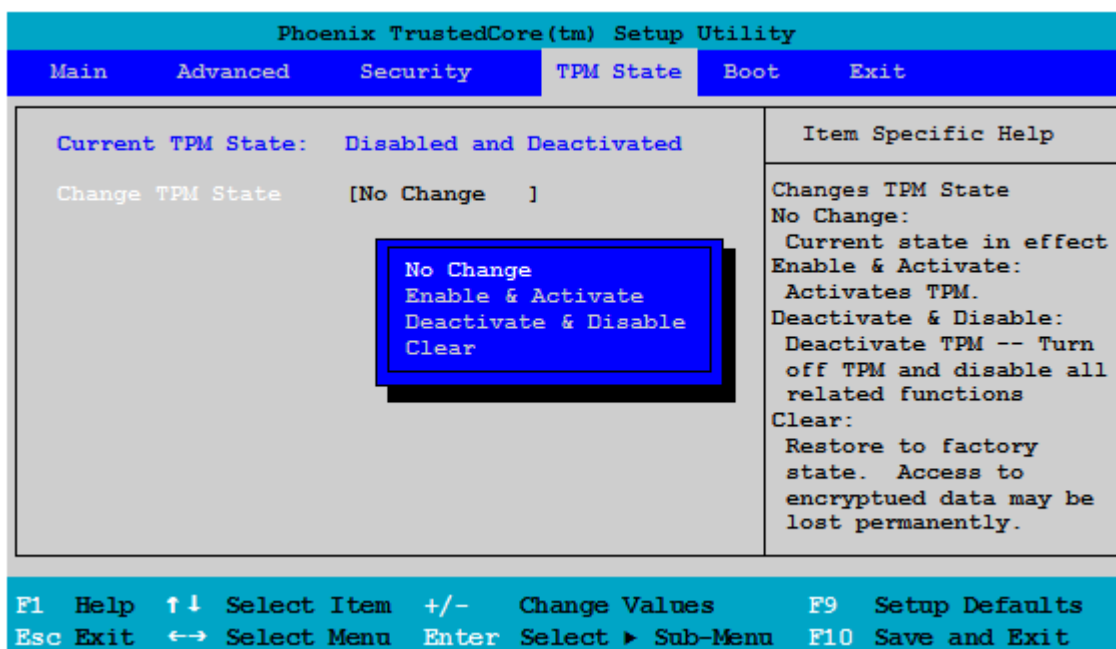 Phoenix TrustedCore(tm) Setup Utility
Main Advanced Security TPM State Boot Exit
Current TPM State: Disabled and Deactivated
Change TPM State [No Change ]
No Change
Enable & Activate
Deactivate & Disable
Clear
Item Specific Help
Changes TPM State
No Change:
Current state in effect
Enable & Activate:
Activates TPM.
Deactivate & Disable:
Deactivate TPM -- Turn
off TPM and disable all
related functions
Clear:
Restore to factory
state. Access to
encryptued data may be
lost permanently.
F1 Help ↑↓ Select Item +/- Change Values F9 Setup Defaults
Esc Exit ←→ Select Menu Enter Select ▶ Sub-Menu F10 Save and Exit